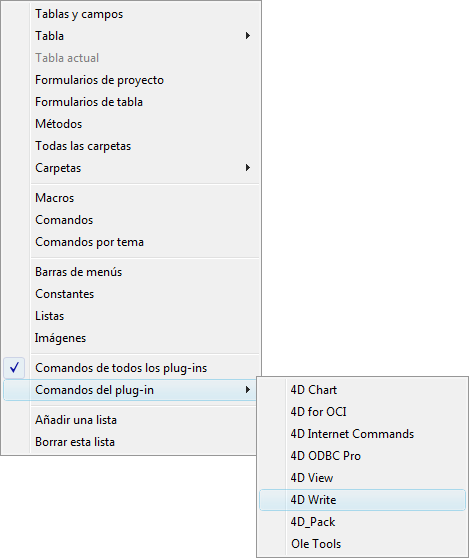 Tablas y campos
Tabla
Tabla actual
Formularios de proyecto
Formularios de tabla
Métodos
Todas las carpetas
Carpetas
Macros
Comandos
Comandos por tema
Barras de menús
Constantes
Listas
Imágenes
Comandos de todos los plug-ins
Comandos del plug-in
Añadir una lista
Borrar esta lista
4D Chart
4D for OCI
4D Internet Commands
4D ODBC Pro
4D View
4D Write
4D_Pack
Ole Tools